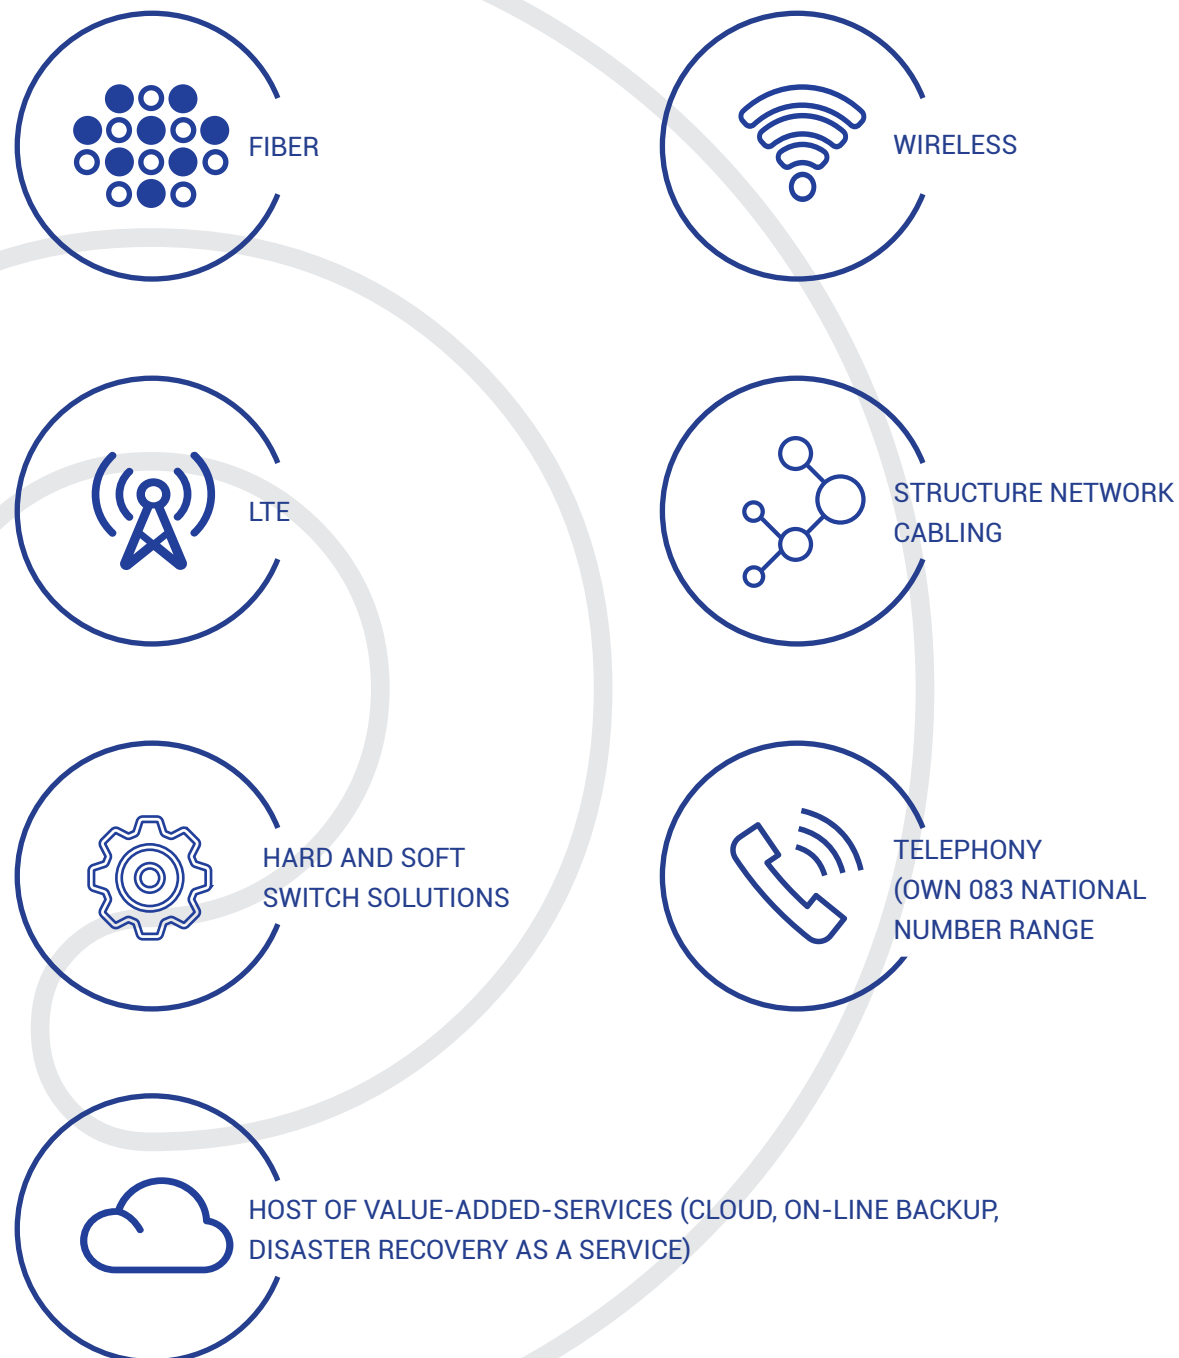 FIBER
WIRELESS
LTE
STRUCTURE NETWORK
CABLING
HARD AND SOFT
SWITCH SOLUTIONS
TELEPHONY
(OWN 083 NATIONAL
NUMBER RANGE
HOST OF VALUE-ADDED-SERVICES (CLOUD, ON-LINE BACKUP,
DISASTER RECOVERY AS A SERVICE)